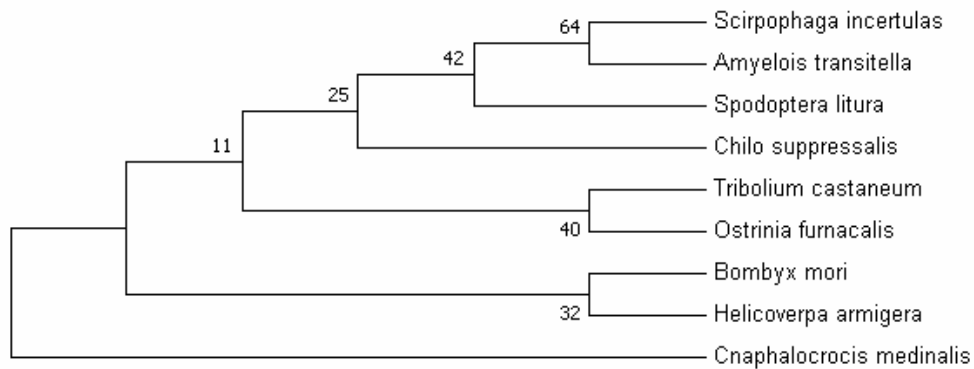 64 Scirpophaga incertulas
Amyelois transitella
42
Spodoptera litura
25
Chilo suppressalis
11
Tribolium castaneum
40 Ostrinia furnacalis
Bombyx mori
32 Helicoverpa armigera
Cnaphalocrocis medinalis